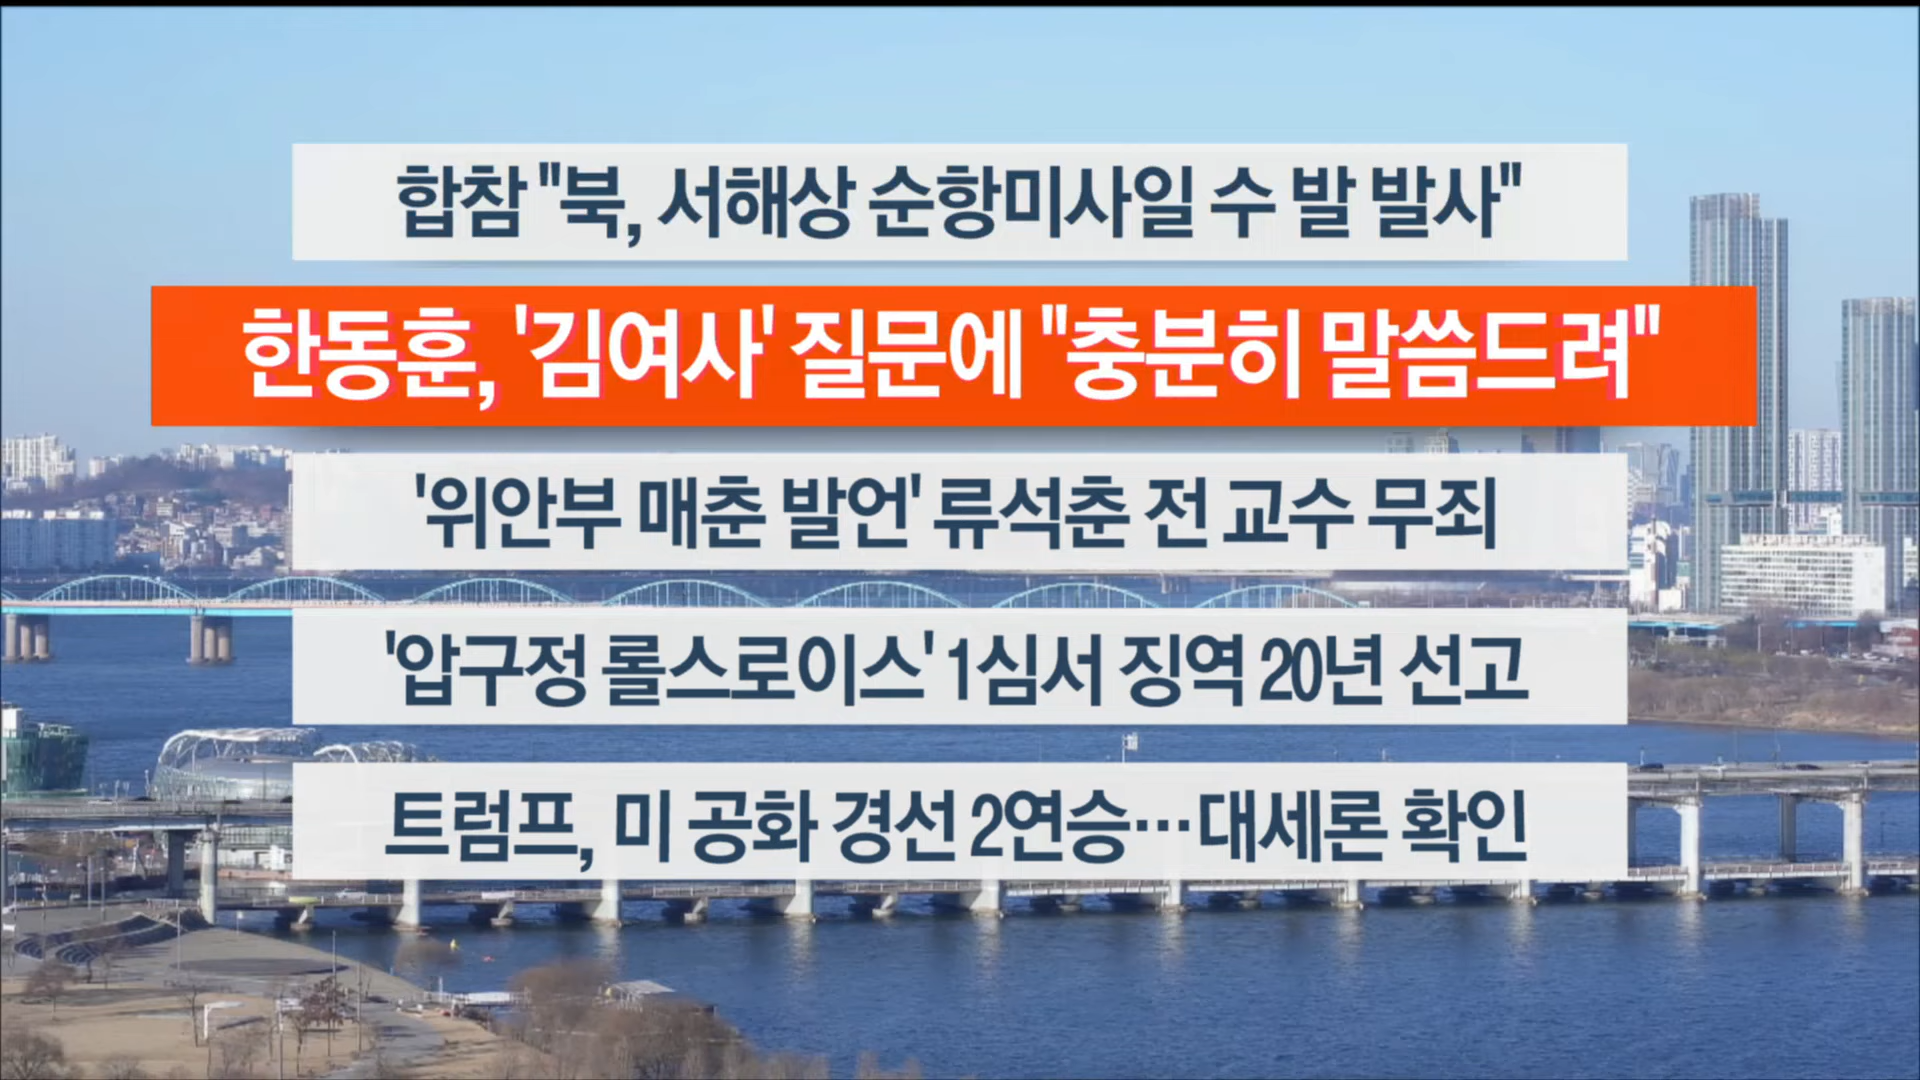 합참 "북, 서해상 순항미사일 수 발 발사"
한동훈, '김여사' 질문에 "충분히 말씀드려"
'위안부 매춘 발언' 류석춘 전 교수 무죄
'압구정 롤스로이스' 1심서 징역 20년 선고
트럼프, 미 공화 경선 2연승…대세론 확인